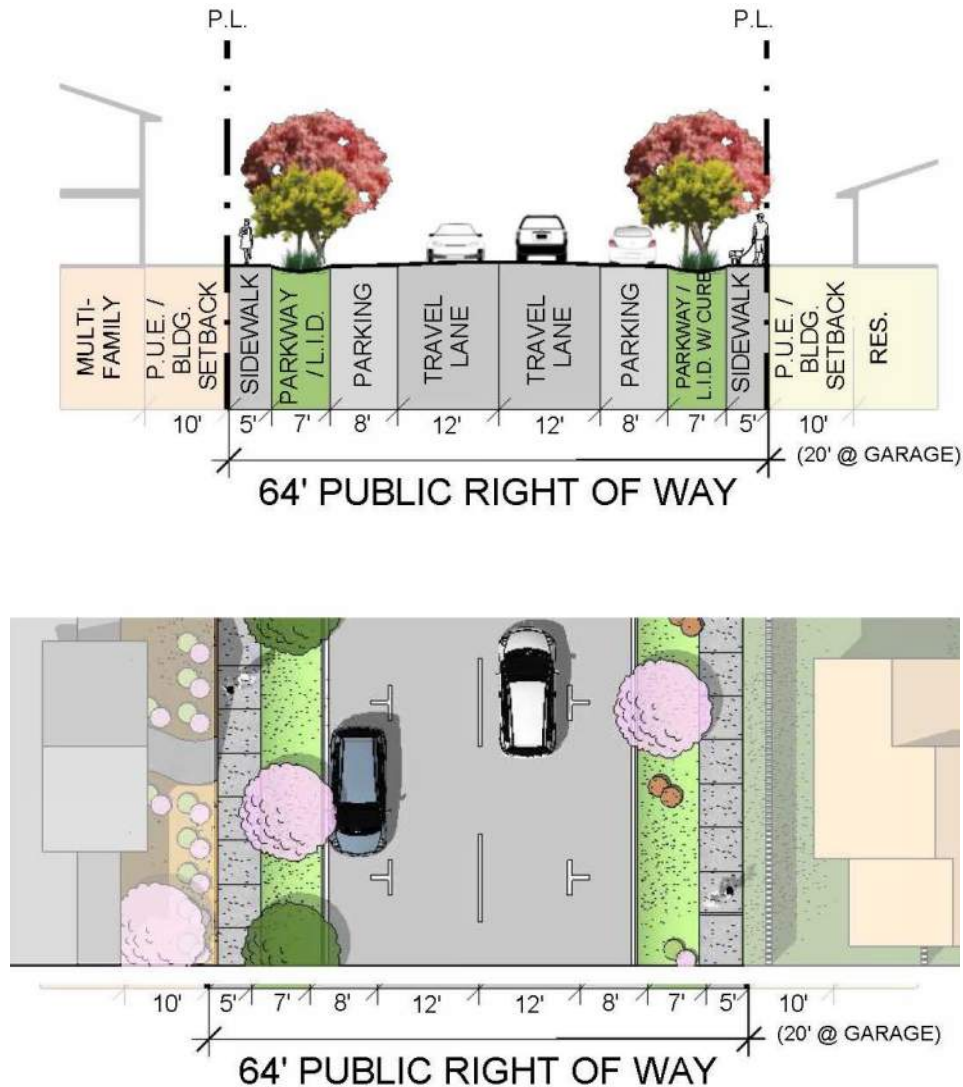 P.L.
P.L.
MULTI-
FAMILY
P.U.E. /
BLDG.
SETBACK
SIDEWALK
PARKWAY
/ L.I.D.
PARKING
TRAVEL
LANE
TRAVEL
LANE
PARKING
PARKWAY /
L.I.D. W/ CURB
SIDEWALK
P.U.E. /
BLDG.
SETBACK
RES.
10' 5' 7' 8' 12' 12' 8' 7' 5' 10'
(20' @ GARAGE)
64' PUBLIC RIGHT OF WAY
10' 5' 7' 8' 12' 12' 8' 7' 5' 10'
(20' @ GARAGE)
64' PUBLIC RIGHT OF WAY